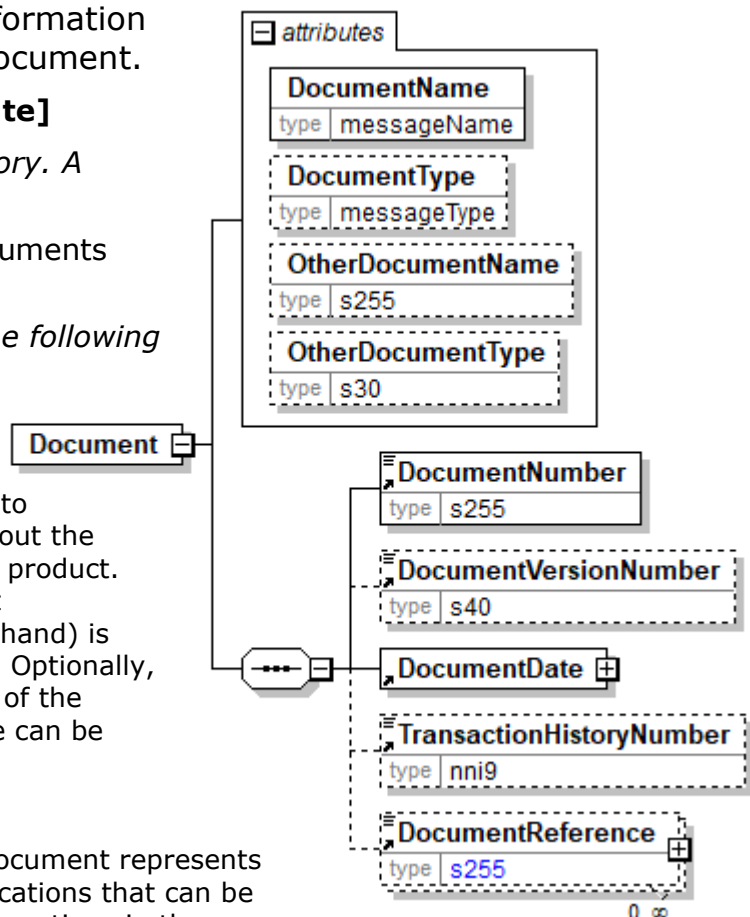 formation
ocument.
te]
ory. A
uments
e following
to
out the
product.
hand) is
Optionally,
of the
e can be
ocument represents
cations that can be
attributes
DocumentName
type messageName
DocumentType
type messageType
OtherDocumentName
type s255
OtherDocumentType
type s30
Document
DocumentNumber
type s255
DocumentVersionNumber
type s40
DocumentDate
TransactionHistoryNumber
type nni9
DocumentReference
type s255
0..∞